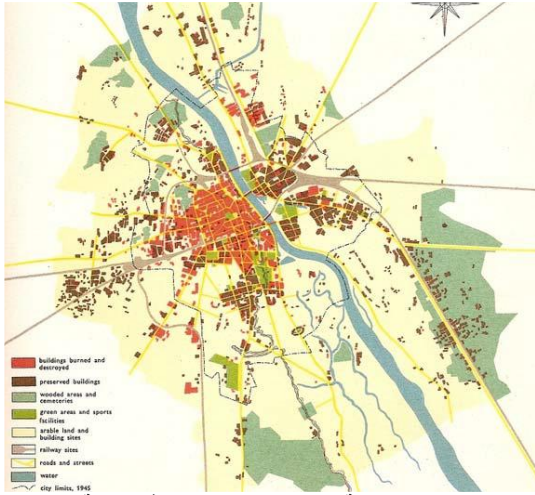 buildings burned and
destroyed
preserved buildings
wooded areas and
cemeteries
green areas and sports
facilities
arable land and
building sites
railway sites
roads and streets
water
city limits, 1945